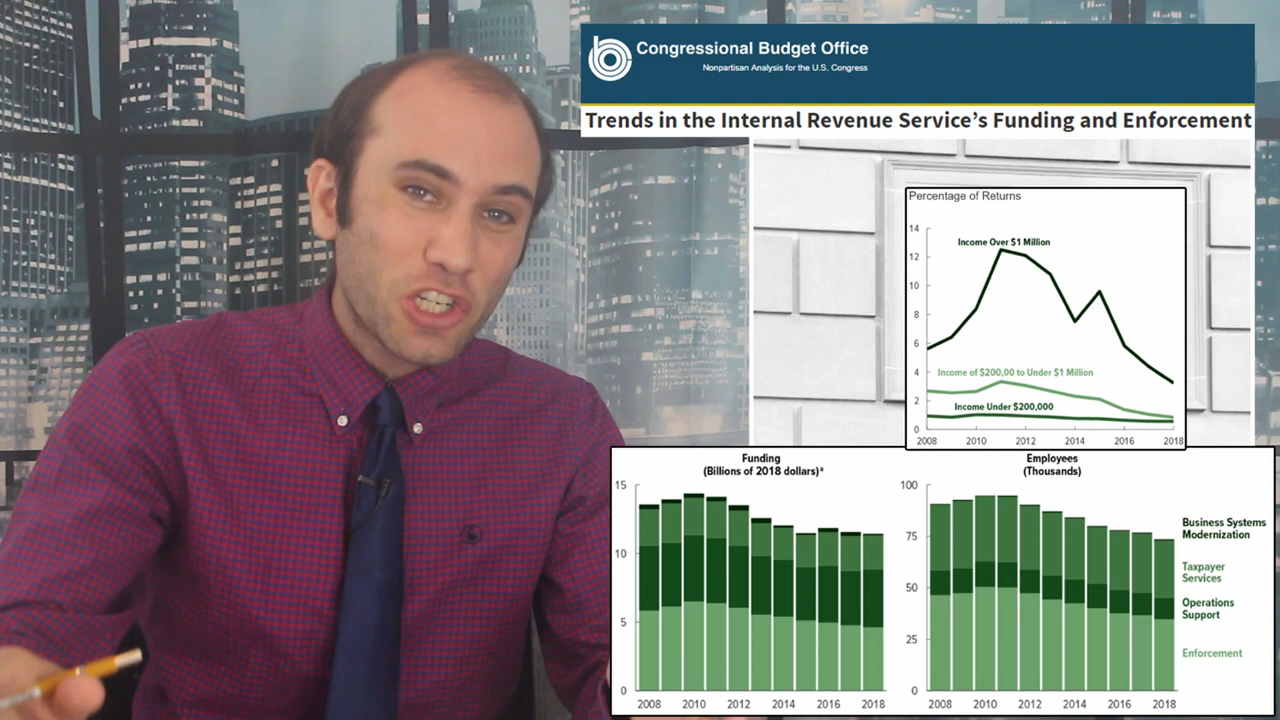 Congressional Budget Office
Nonpartisan Analysis for the U.S. Congress
Trends in the Internal Revenue Service’s Funding and Enforcement
Percentage of Returns
14
12
10
8
6
4
2
0
Income Over $1 Million
Income of $200,00 to Under $1 Million
Income Under $200,000
2008 2010 2012 2014 2016 2018
Funding
(Billions of 2018 dollars)ª
15
10
5
0
2008 2010 2012 2014 2016 2018
Employees
(Thousands)
100
75
50
25
0
2008 2010 2012 2014 2016 2018
Business Systems
Modernization
Taxpayer
Services
Operations
Support
Enforcement